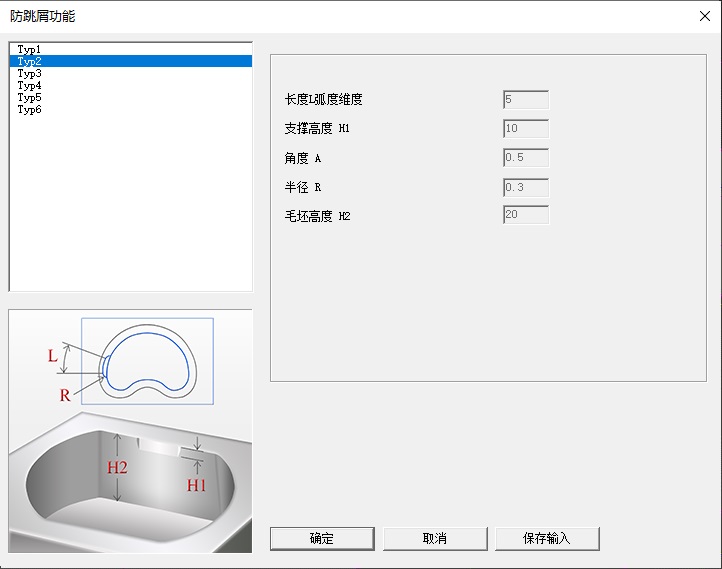 防跳屑功能
Typ1
Typ2
Typ3
Typ4
Typ5
Typ6
长度L弧度维度 5
支撑高度 H1 10
角度 A 0.5
半径 R 0.3
毛坯高度 H2 20
L
R
H2
H1
确定 取消 保存输入